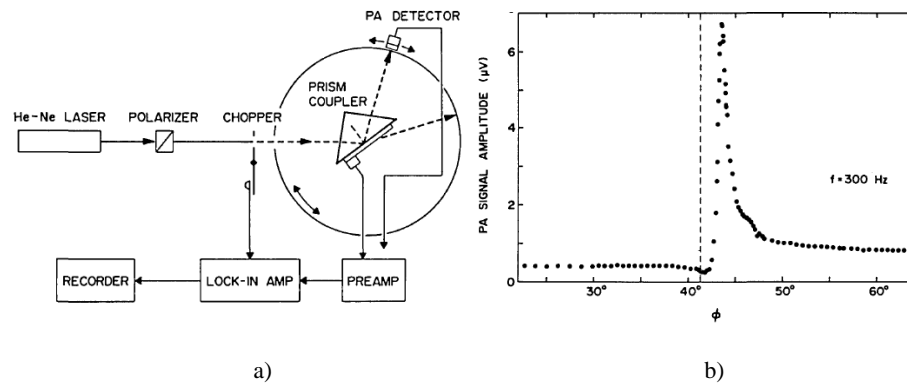 PA DETECTOR
PRISM
COUPLER
He-Ne LASER
POLARIZER
CHOPPER
RECORDER
LOCK-IN AMP
PREAMP
a)
PA SIGNAL AMPLITUDE (μV)
6
4
2
0
f=300 Hz
30°
40°
50°
60°
ϕ
b)